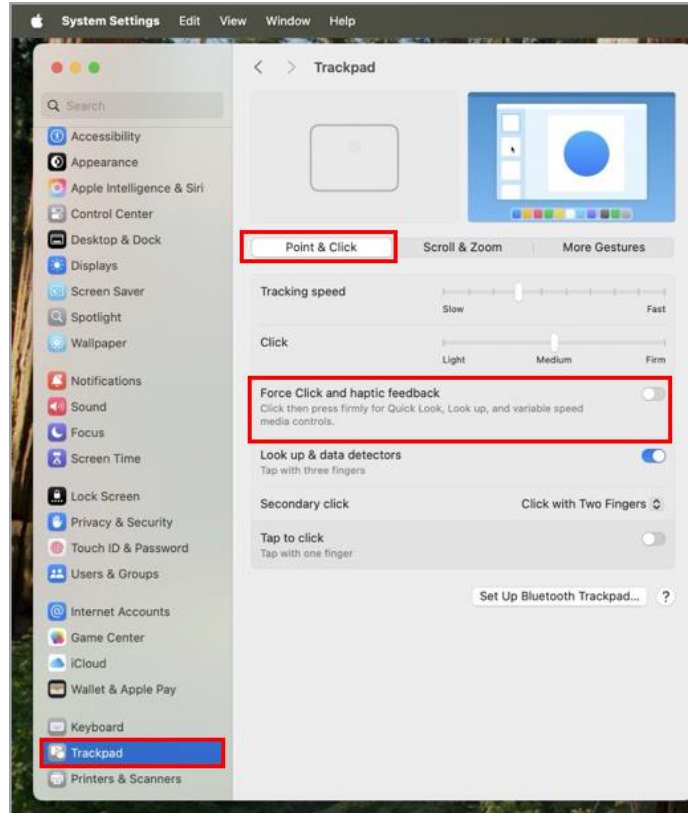 System Settings Edit View Window Help
Trackpad
Search
Accessibility
Appearance
Apple Intelligence & Siri
Control Center
Desktop & Dock
Displays
Screen Saver
Spotlight
Wallpaper
Notifications
Sound
Focus
Screen Time
Lock Screen
Privacy & Security
Touch ID & Password
Users & Groups
Internet Accounts
Game Center
iCloud
Wallet & Apple Pay
Keyboard
Trackpad
Printers & Scanners
Point & Click Scroll & Zoom More Gestures
Tracking speed
Slow Fast
Click
Light Medium Firm
Force Click and haptic feedback
Click then press firmly for Quick Look, Look up, and variable speed
media controls.
Look up & data detectors
Tap with three fingers
Secondary click Click with Two Fingers
Tap to click
Tap with one finger
Set Up Bluetooth Trackpad... ?